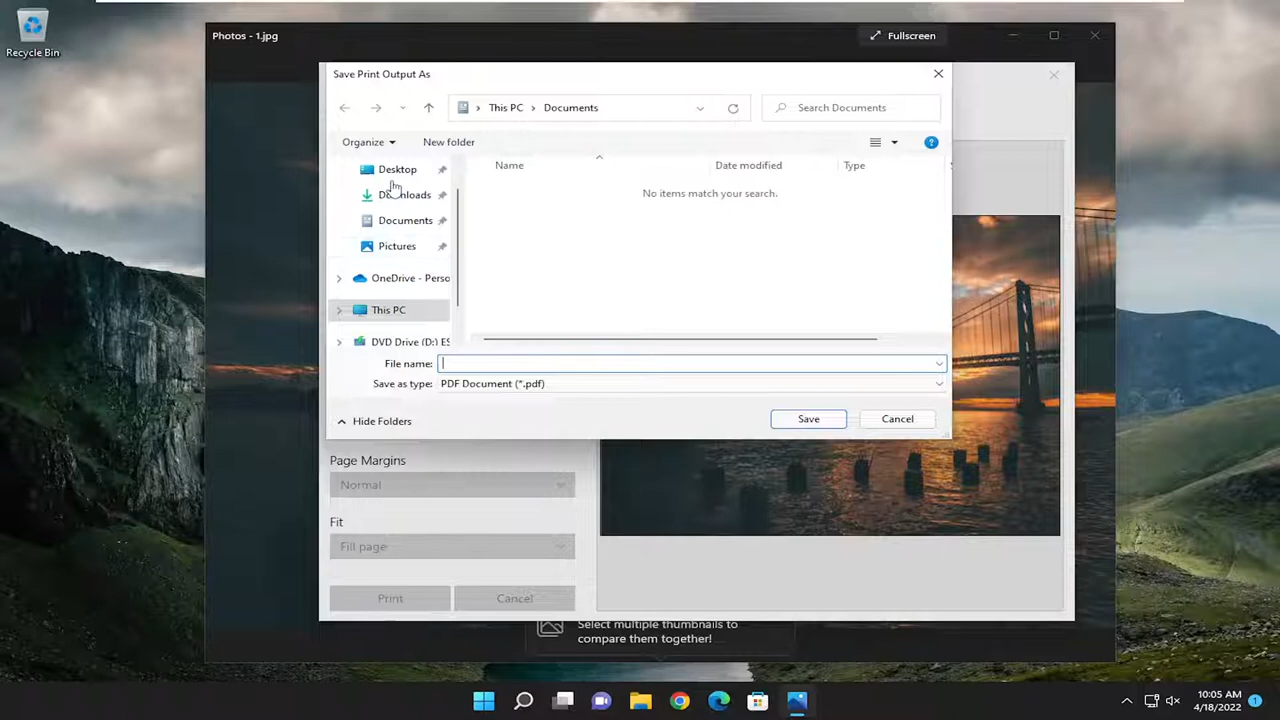 Recycle Bin
Photos - 1.jpg
Fullscreen
Save Print Output As
This PC > Documents
Search Documents
Organize
New folder
Name
Date modified
Type
No items match your search.
Desktop
Downloads
Documents
Pictures
OneDrive - Perso
This PC
DVD Drive (D:) ES
File name:
Save as type: PDF Document (*.pdf)
Hide Folders
Save
Cancel
Page Margins
Normal
Fit
Fill page
Print
Cancel
Select multiple thumbnails to
compare them together!
10:05 AM
4/18/2022
1